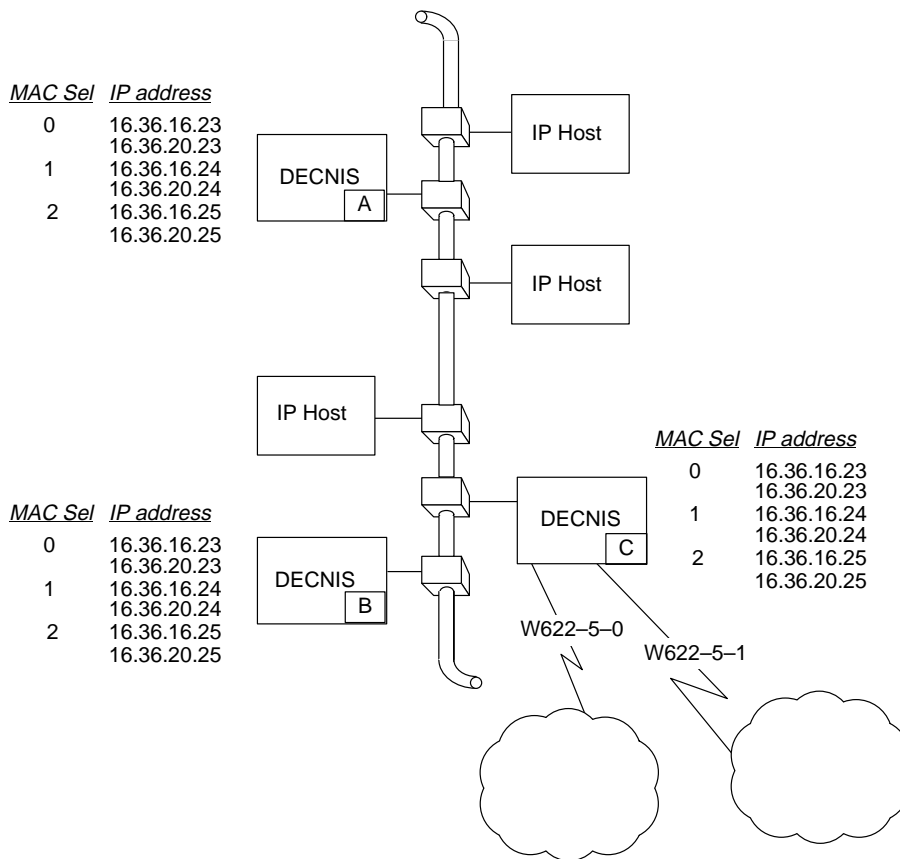 MAC Sel IP address
0 16.36.16.23
16.36.20.23
1 16.36.16.24
16.36.20.24
2 16.36.16.25
16.36.20.25
DECNIS
A
IP Host
IP Host
IP Host
MAC Sel IP address
0 16.36.16.23
16.36.20.23
1 16.36.16.24
16.36.20.24
2 16.36.16.25
16.36.20.25
DECNIS
C
MAC Sel IP address
0 16.36.16.23
16.36.20.23
1 16.36.16.24
16.36.20.24
2 16.36.16.25
16.36.20.25
DECNIS
B
W622–5–0
W622–5–1